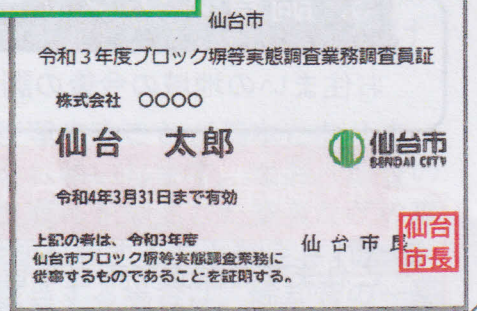 仙台市
令和3年度ブロック塀等実態調査業務調査員証
株式会社 ○○○○
仙台 太郎
仙台市
SENDAI CITY
令和4年3月31日まで有効
上記の者は、令和3年度
仙台市ブロック塀等実態調査業務に
従事するものであることを証明する。
仙台市長
仙台
市長